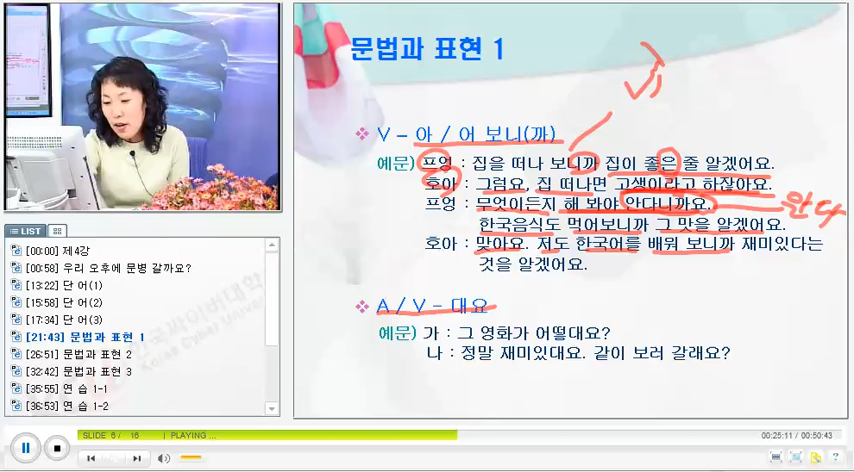 문법과 표현 1
❖ V – 아 / 어 보니(까)
예문) 프엉 : 집을 떠나 보니까 집이 좋은 줄 알겠어요.
호아 : 그럼요, 집 떠나면 고생이라고 하잖아요.
프엉 : 무엇이든지 해 봐야 안다니까요.
안다
한국음식도 먹어보니까 그 맛을 알겠어요.
호아 : 맞아요. 저도 한국어를 배워 보니까 재미있다는
것을 알겠어요.
❖ A / V – 대요
예문) 가 : 그 영화가 어떻대요?
나 : 정말 재미있대요. 같이 보러 갈래요?
LIST
[00:00] 제4강
[00:58] 우리 오후에 문병 갈까요?
[13:22] 단 어(1)
[15:58] 단 어(2)
[17:34] 단 어(3)
[21:43] 문법과 표현 1
[26:51] 문법과 표현 2
[32:42] 문법과 표현 3
[35:55] 연 습 1-1
[36:53] 연 습 1-2
SLIDE 6 / 16 | PLAYING ...
00:25:11 / 00:50:43